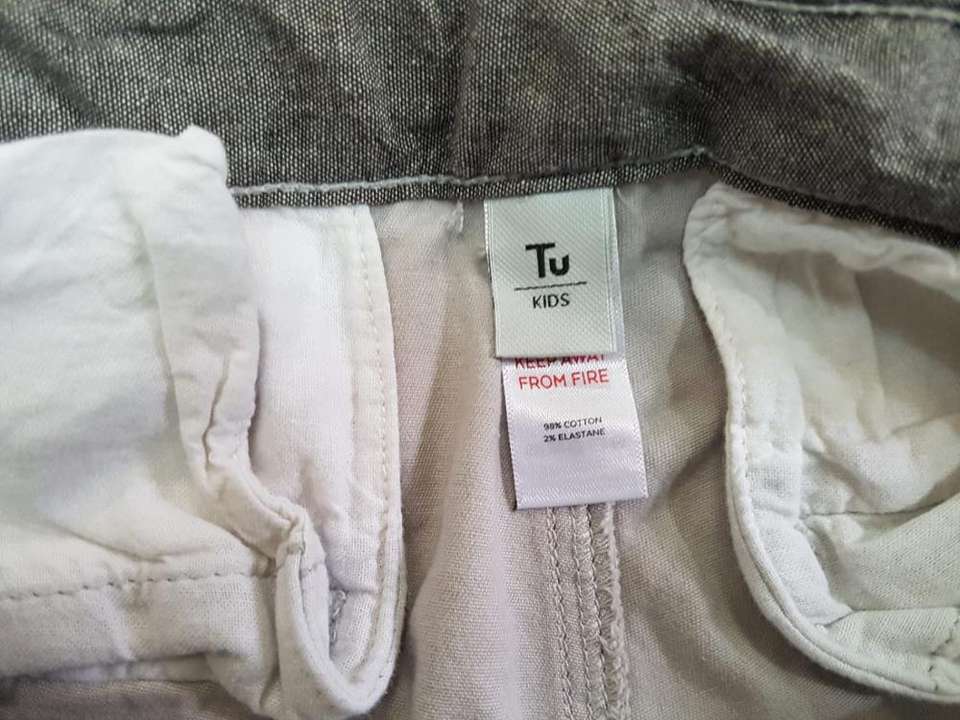 Tu
KIDS
KEEP AWAY
FROM FIRE
98% COTTON
2% ELASTANE